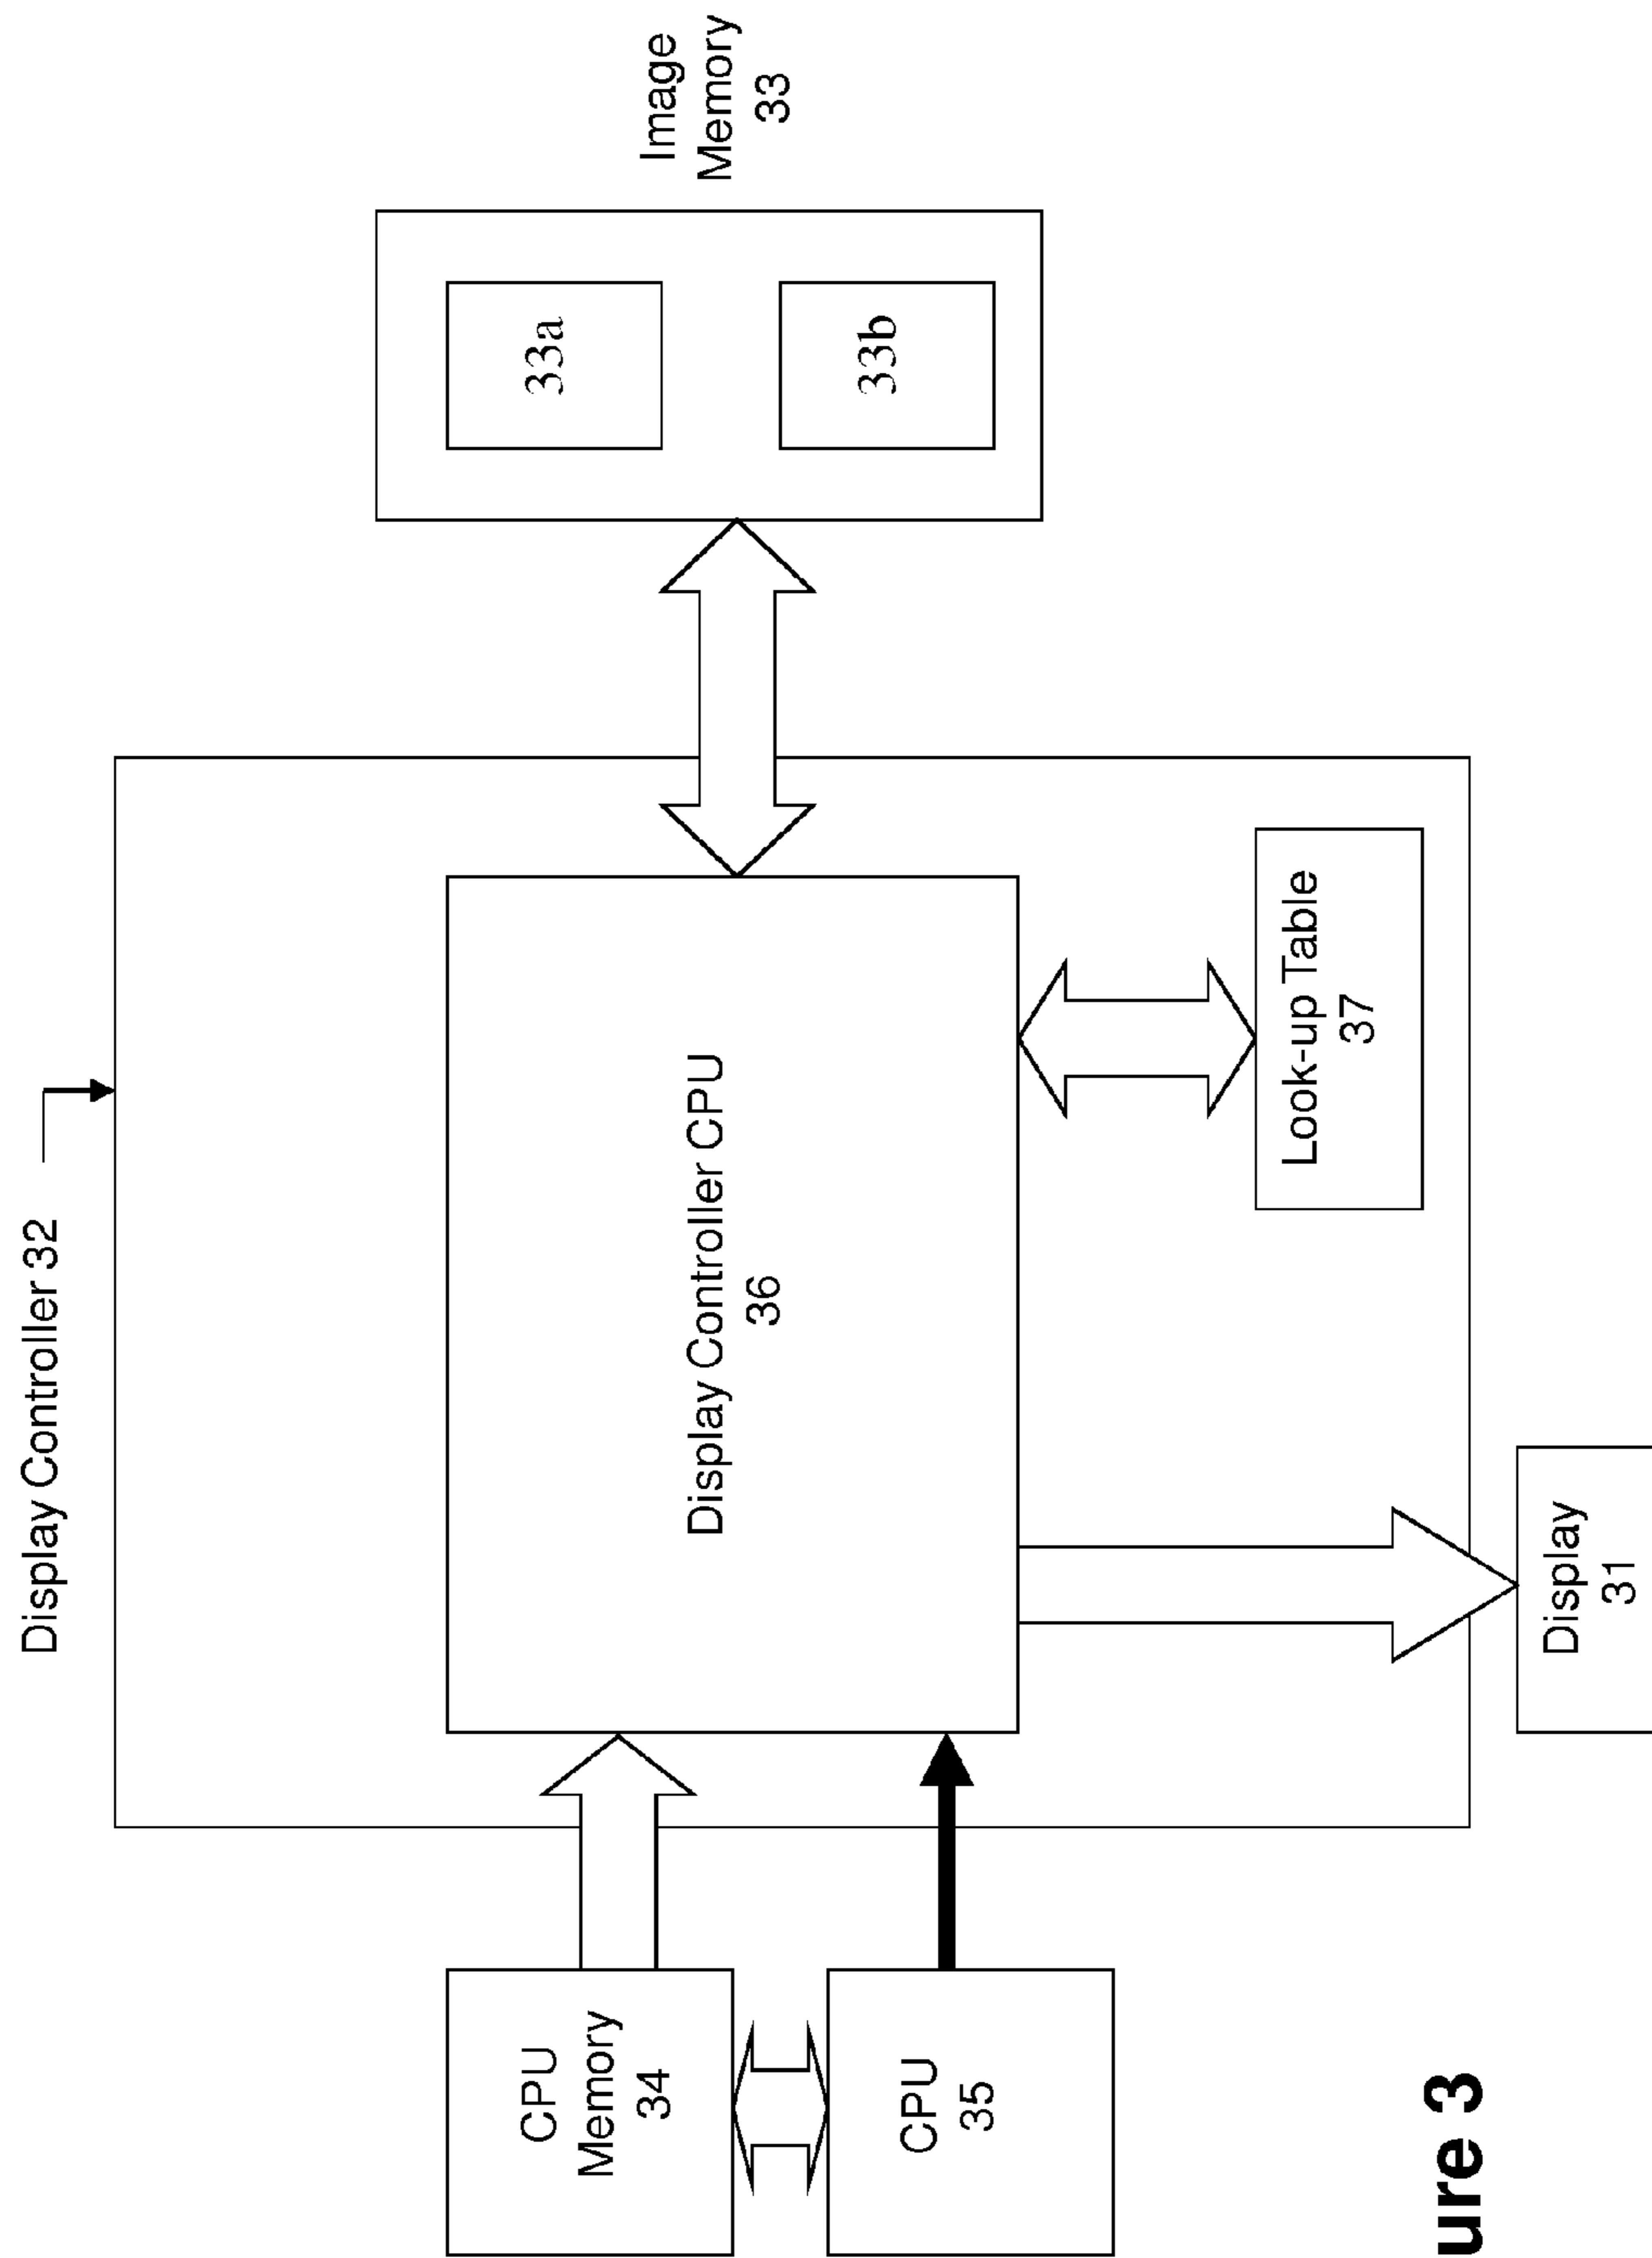 Display Controller 32
CPU
Memory
34
CPU
35
Display Controller CPU
36
Look-up Table
37
Display
31
33a
33b
Image
Memory
33
ure 3